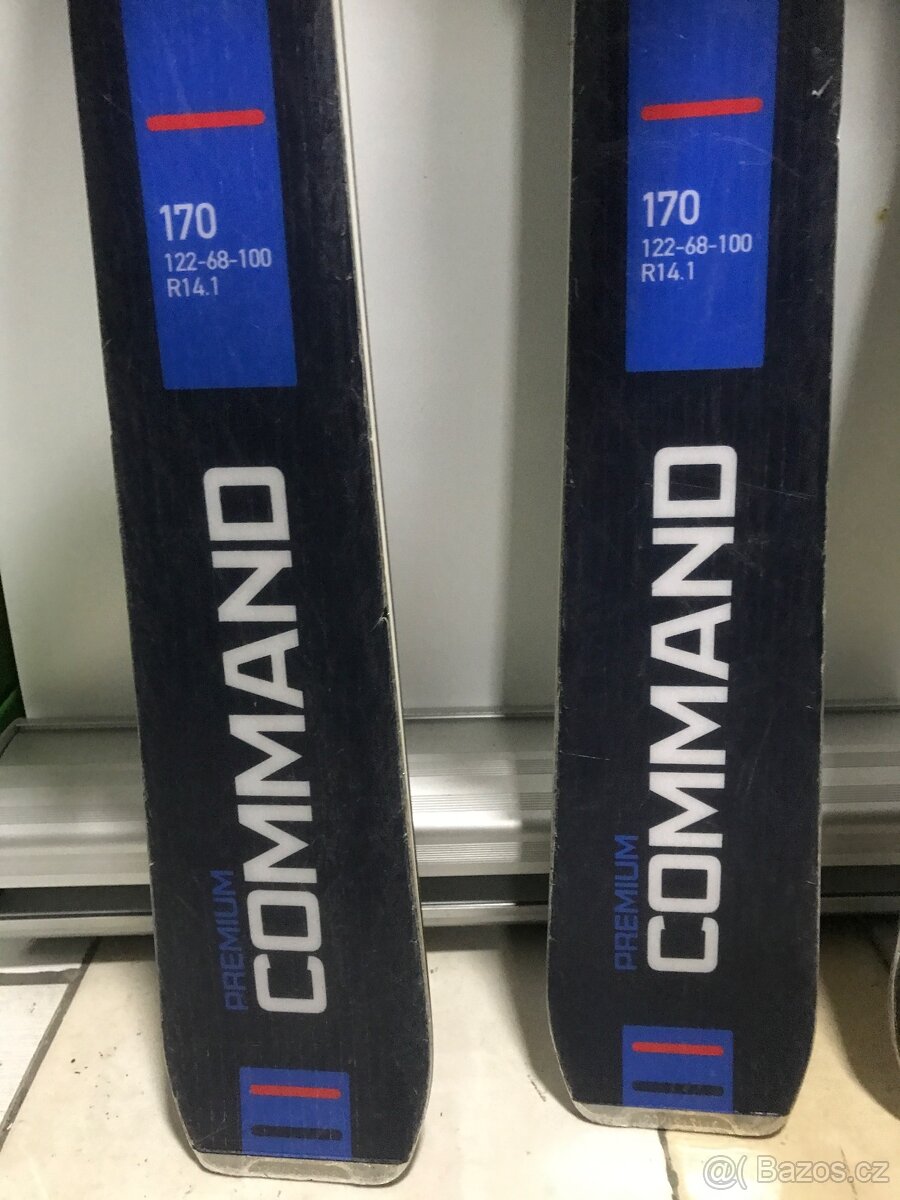 170
122-68-100
R14.1
PREMIUM
COMMAND
170
122-68-100
R14.1
PREMIUM
COMMAND
@( Bazos.cz